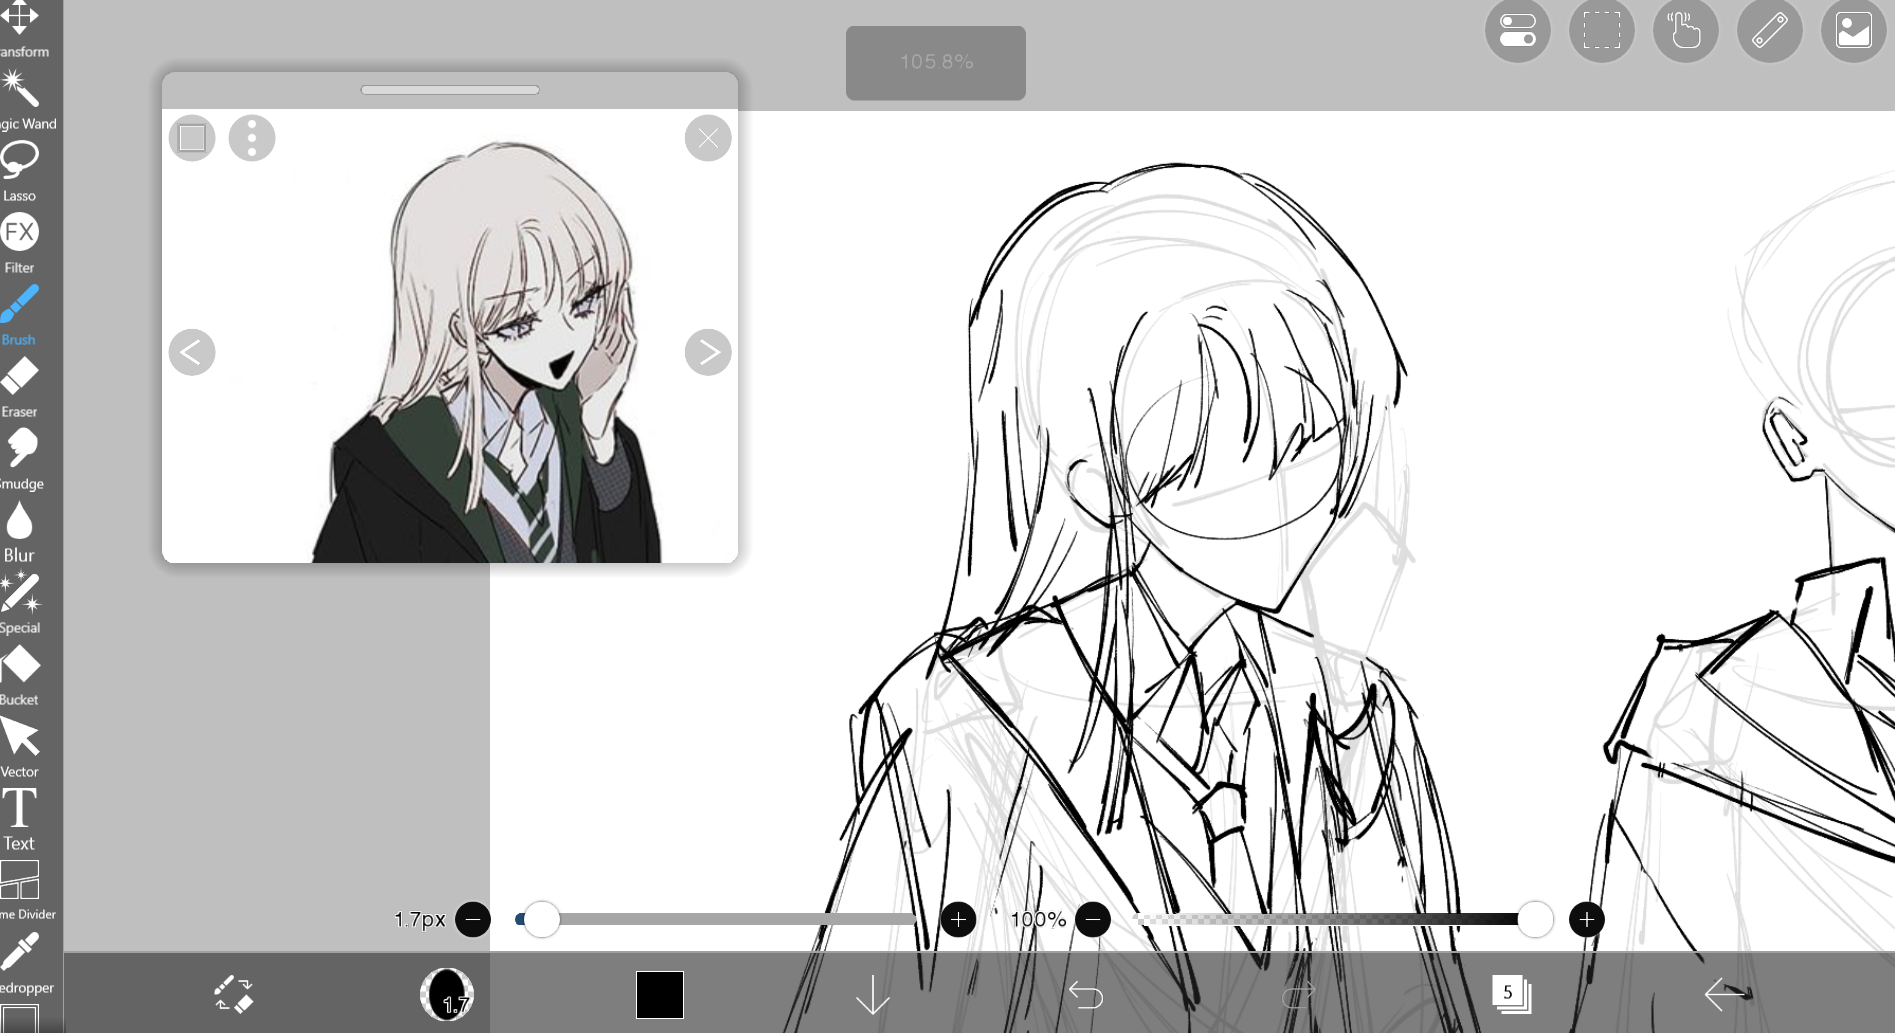 105.8%
ansform
gic Wand
Lasso
FX
Filter
Brush
Eraser
Smudge
Blur
Special
Bucket
Vector
T
Text
me Divider
edropper
1.7px
100%
1.7
5